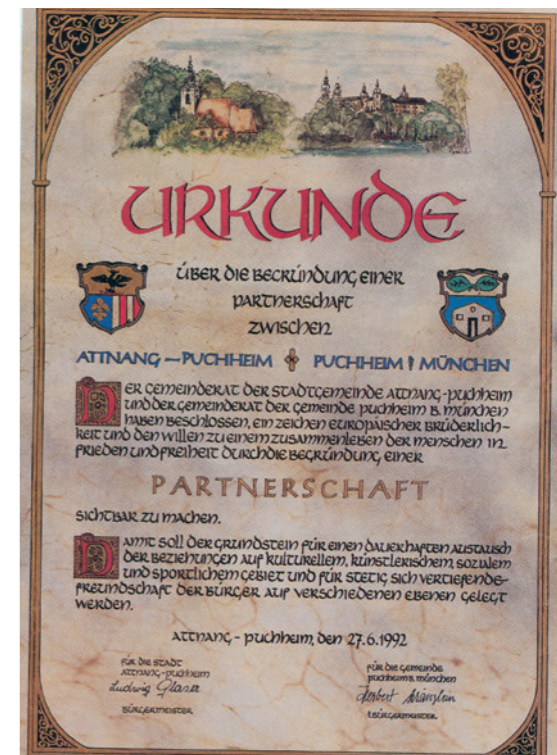 URKUNDE
ÜBER DIE BEGRÜNDUNG EINER
PARTNERSCHAFT
ZWISCHEN
ATTNANG – PUCHHEIM PUCHHEIM MÜNCHEN
DER GEMEINDERAT DER STADTGEMEINDE ATTNANG-PUCHHEIM
UND DER GEMEINDERAT DER GEMEINDE PUCHHEIM B. MÜNCHEN
HABEN BESCHLOSSEN, EIN ZEICHEN EUROPÄISCHER BRÜDERLICH-
KEIT UND DEN WILLEN ZU EINEM ZUSAMMENLEBEN DER MENSCHEN IN
FRIEDEN UND FREIHEIT DURCH DIE BEGRÜNDUNG EINER
PARTNERSCHAFT
SICHTBAR ZU MACHEN.
DAMIT SOLL DER GRUNDSTEIN FÜR EINEN DAUERHAFTEN AUSTAUSCH
DER BEZIEHUNGEN AUF KULTURELLEM, KÜNSTLERISCHEM, SOZIALEM
UND SPORTLICHEM GEBIET UND FÜR STETIG SICH VERTIEFENDE
FREUNDSCHAFT DER BÜRGER AUF VERSCHIEDENEN EBENEN GELEGT
WERDEN.
ATTNANG - PUCHHEIM, DEN 27.6.1992
FÜR DIE STADT
ATTNANG-PUCHHEIM
Ludwig Glaser
BÜRGERMEISTER
FÜR DIE GEMEINDE
PUCHHEIM B. MÜNCHEN
Herbert
1. BÜRGERMEISTER